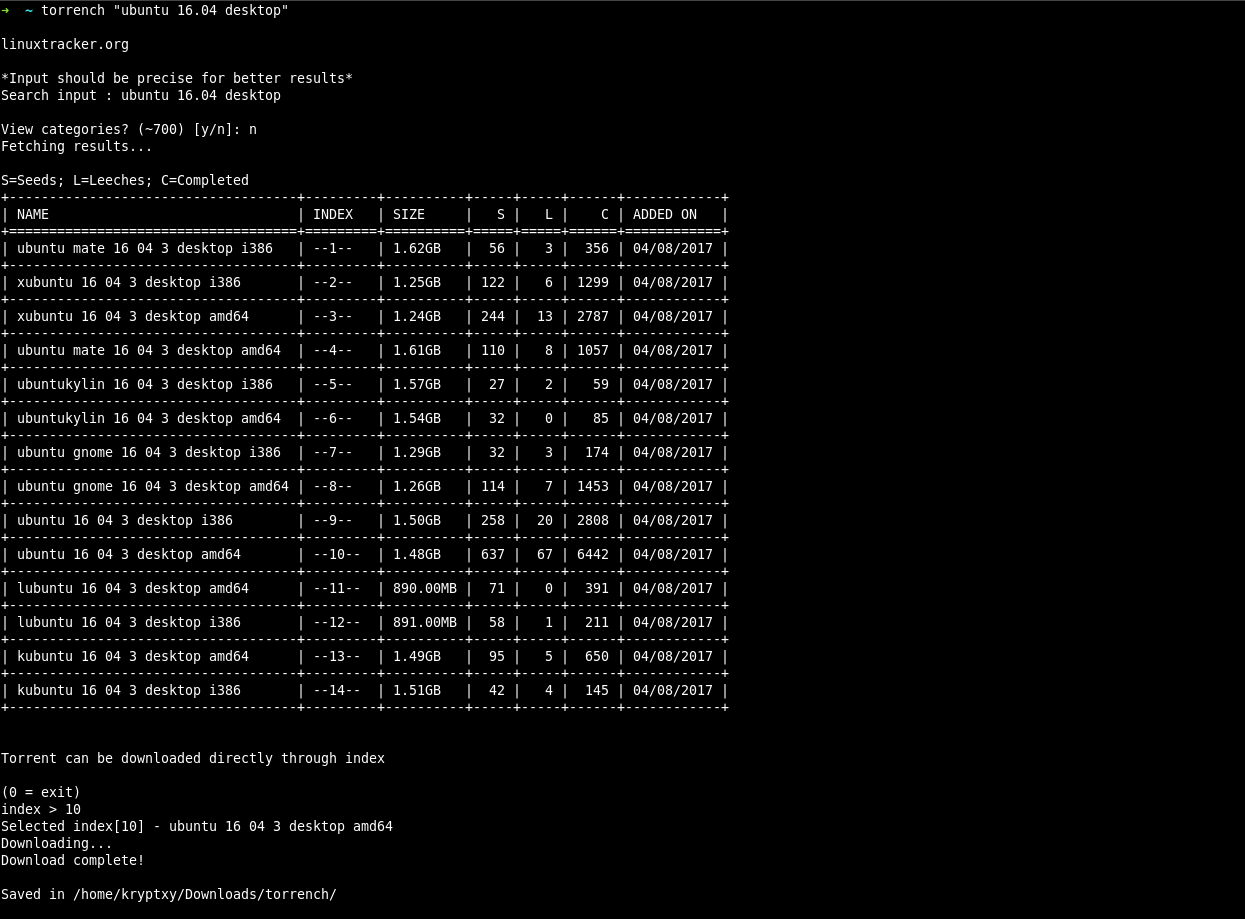 ➜  ~ torrench "ubuntu 16.04 desktop"
linuxtracker.org
*Input should be precise for better results*
Search input : ubuntu 16.04 desktop
View categories? (~700) [y/n]: n
Fetching results...
S=Seeds; L=Leeches; C=Completed
+------------------------------------+---------+----------+-----+-----+------+------------+
| NAME                               | INDEX   | SIZE     |   S |   L |    C | ADDED ON   |
+====================================+=========+==========+=====+=====+======+============+
| ubuntu mate 16 04 3 desktop i386   | --1--   | 1.62GB   |  56 |   3 |  356 | 04/08/2017 |
+------------------------------------+---------+----------+-----+-----+------+------------+
| xubuntu 16 04 3 desktop i386       | --2--   | 1.25GB   | 122 |   6 | 1299 | 04/08/2017 |
+------------------------------------+---------+----------+-----+-----+------+------------+
| xubuntu 16 04 3 desktop amd64      | --3--   | 1.24GB   | 244 |  13 | 2787 | 04/08/2017 |
+------------------------------------+---------+----------+-----+-----+------+------------+
| ubuntu mate 16 04 3 desktop amd64  | --4--   | 1.61GB   | 110 |   8 | 1057 | 04/08/2017 |
+------------------------------------+---------+----------+-----+-----+------+------------+
| ubuntukylin 16 04 3 desktop i386   | --5--   | 1.57GB   |  27 |   2 |   59 | 04/08/2017 |
+------------------------------------+---------+----------+-----+-----+------+------------+
| ubuntukylin 16 04 3 desktop amd64  | --6--   | 1.54GB   |  32 |   0 |   85 | 04/08/2017 |
+------------------------------------+---------+----------+-----+-----+------+------------+
| ubuntu gnome 16 04 3 desktop i386  | --7--   | 1.29GB   |  32 |   3 |  174 | 04/08/2017 |
+------------------------------------+---------+----------+-----+-----+------+------------+
| ubuntu gnome 16 04 3 desktop amd64 | --8--   | 1.26GB   | 114 |   7 | 1453 | 04/08/2017 |
+------------------------------------+---------+----------+-----+-----+------+------------+
| ubuntu 16 04 3 desktop i386        | --9--   | 1.50GB   | 258 |  20 | 2808 | 04/08/2017 |
+------------------------------------+---------+----------+-----+-----+------+------------+
| ubuntu 16 04 3 desktop amd64       | --10--  | 1.48GB   | 637 |  67 | 6442 | 04/08/2017 |
+------------------------------------+---------+----------+-----+-----+------+------------+
| lubuntu 16 04 3 desktop amd64      | --11--  | 890.00MB |  71 |   0 |  391 | 04/08/2017 |
+------------------------------------+---------+----------+-----+-----+------+------------+
| lubuntu 16 04 3 desktop i386       | --12--  | 891.00MB |  58 |   1 |  211 | 04/08/2017 |
+------------------------------------+---------+----------+-----+-----+------+------------+
| kubuntu 16 04 3 desktop amd64      | --13--  | 1.49GB   |  95 |   5 |  650 | 04/08/2017 |
+------------------------------------+---------+----------+-----+-----+------+------------+
| kubuntu 16 04 3 desktop i386       | --14--  | 1.51GB   |  42 |   4 |  145 | 04/08/2017 |
+------------------------------------+---------+----------+-----+-----+------+------------+
Torrent can be downloaded directly through index
(0 = exit)
index > 10
Selected index[10] - ubuntu 16 04 3 desktop amd64
Downloading...
Download complete!
Saved in /home/kryptxy/Downloads/torrench/